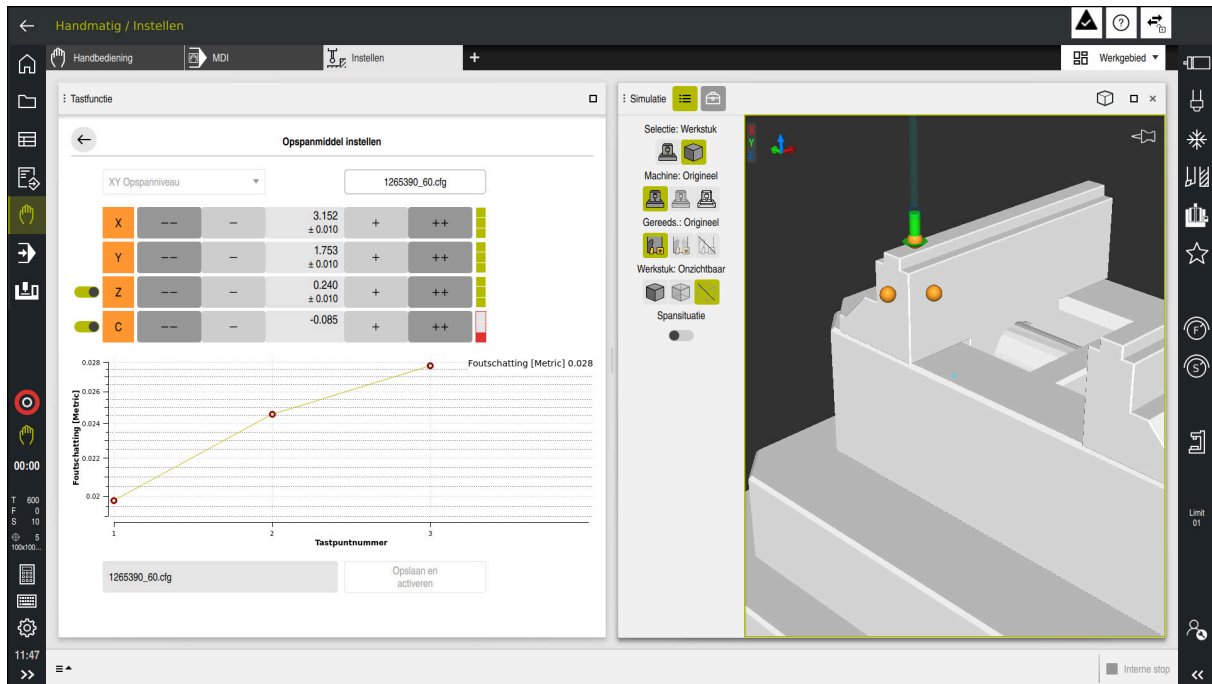 Handmatig / Instellen
Handbediening
MDI
Instellen
+
Werkgebied
Tastfunctie
Opspanmiddel instellen
XY Opspanniveau
1265390_60.cfg
X -- - 3.152 + ++
± 0.010
Y -- - 1.753 + ++
± 0.010
Z -- - 0.240 + ++
± 0.010
C -- - -0.085 + ++
Foutschatting [Metric] 0.028
Foutschatting [Metric]
0.028
0.026
0.024
0.022
0.02
1 2 3
Tastpuntnummer
1265390_60.cfg
Opslaan en
activeren
Simulatie
Selectie: Werkstuk
Machine: Origineel
Gereeds.: Origineel
Werkstuk: Onzichtbaar
Spansituatie
X
Y
Z
00:00
T 600
F 0
S 10
5
100x100...
11:47
F
S
Limit
01
Interne stop